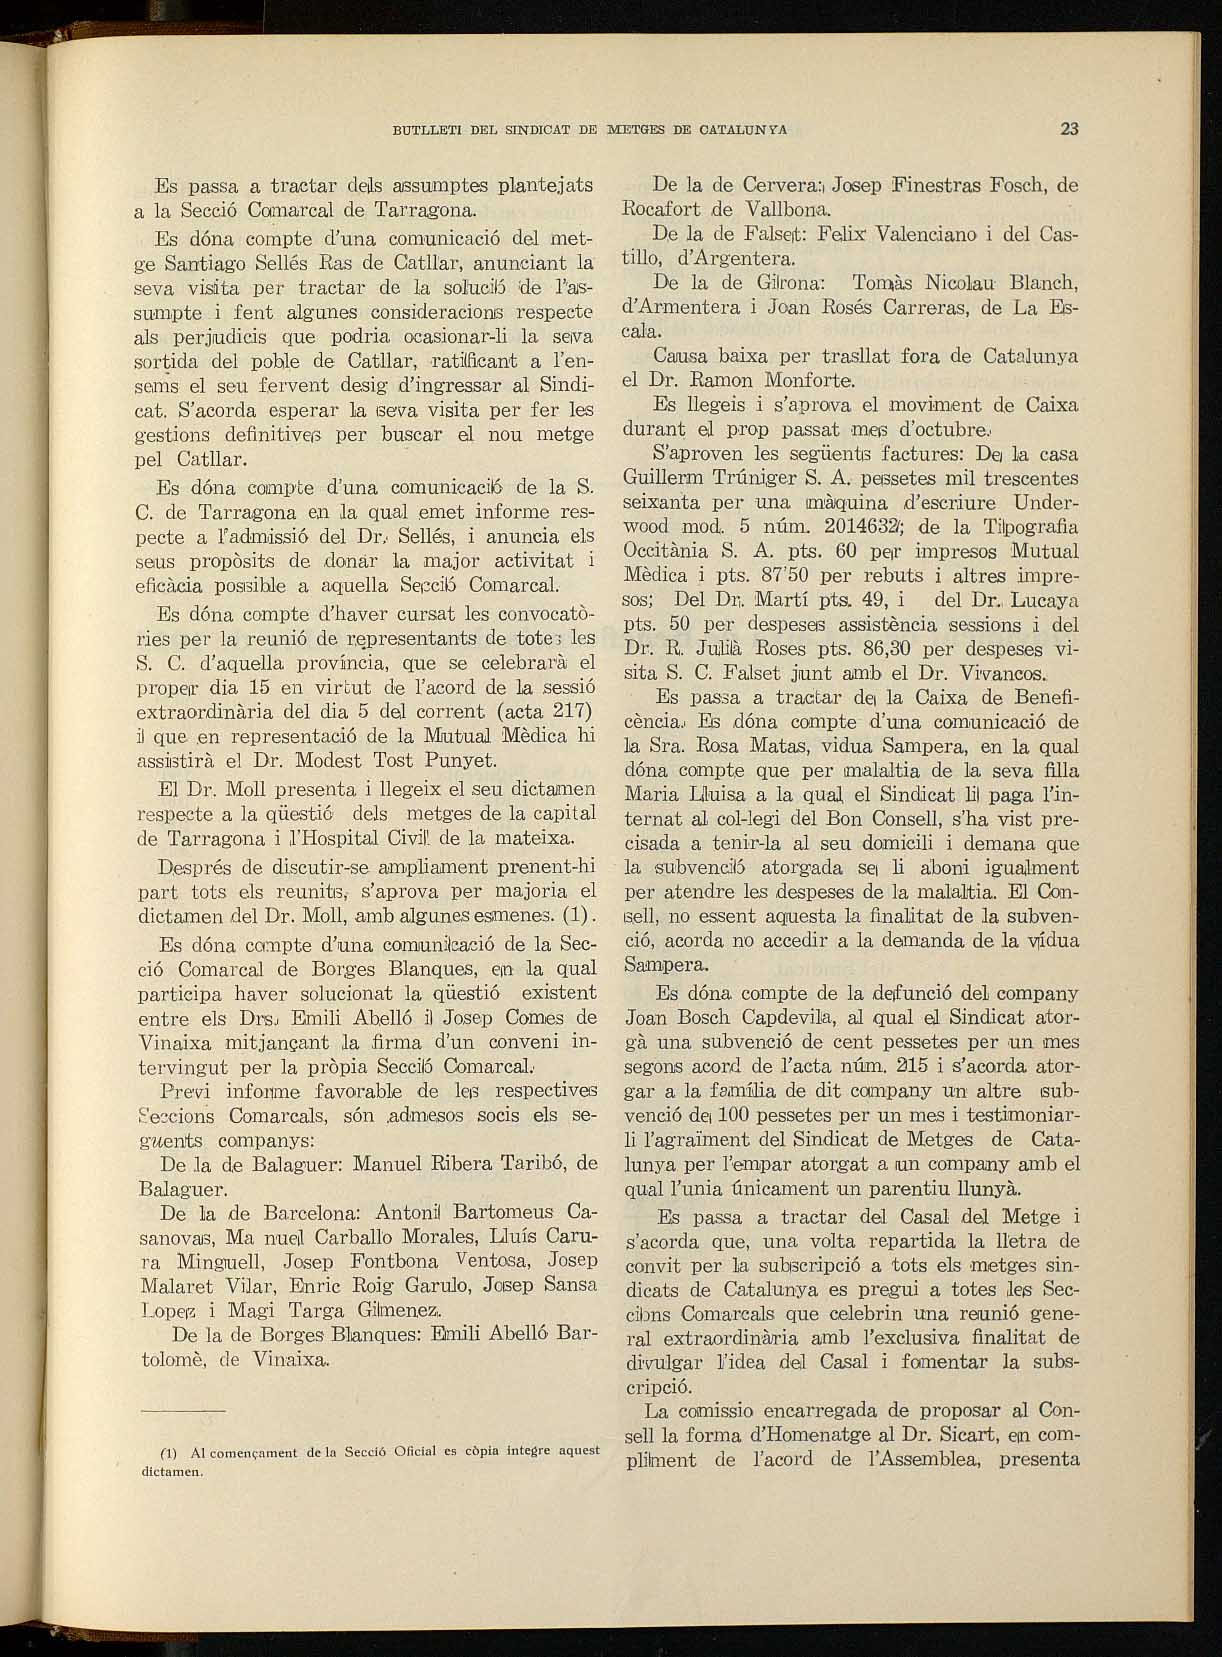 BUTLLETI DEL SINDICAT DE METGES DE CATALUNYA 23
Es passa a tractar dels assumptes plantejats
a la Secció Comarcal de Tarragona.
Es dóna compte d'una comunicació del met-
ge Santiago Sellés Ras de Catllar, anunciant la
seva visita per tractar de la solució de l'as-
sumpte i fent algunes consideracions respecte
als perjudicis que podria ocasionar-li la seva
sortida del poble de Catllar, ratificant a l'en-
sems el seu fervent desig d'ingressar al Sindi-
cat. S'acorda esperar la seva visita per fer les
gestions definitives per buscar el nou metge
pel Catllar.
Es dóna compte d'una comunicació de la S.
C. de Tarragona en la qual emet informe res-
pecte a l'admissió del Dr. Sellés, i anuncia els
seus propòsits de donar la major activitat i
eficàcia possible a aquella Secció Comarcal.
Es dóna compte d'haver cursat les convocatò-
ries per la reunió de representants de totes les
S. C. d'aquella província, que se celebrarà el
proper dia 15 en virtut de l'acord de la sessió
extraordinària del dia 5 del corrent (acta 217)
i que en representació de la Mutual Mèdica hi
assistirà el Dr. Modest Tost Punyet.
El Dr. Moll presenta i llegeix el seu dictamen
respecte a la qüestió dels metges de la capital
de Tarragona i l'Hospital Civil de la mateixa.
Després de discutir-se ampliament prenent-hi
part tots els reunits, s'aprova per majoria el
dictamen del Dr. Moll, amb algunes esmenes. (1).
Es dóna compte d'una comunicació de la Sec-
ció Comarcal de Borges Blanques, en la qual
participa haver solucionat la qüestió existent
entre els Drs. Emili Abelló i Josep Comes de
Vinaixa mitjançant la firma d'un conveni in-
tervingut per la pròpia Secció Comarcal.
Previ informe favorable de les respectives
Seccions Comarcals, són admesos socis els se-
guents companys:
De la de Balaguer: Manuel Ribera Taribó, de
Balaguer.
De la de Barcelona: Antoni Bartomeus Ca-
sanovas, Ma nuel Carballo Morales, Lluís Caru-
ra Minguell, Josep Fontbona Ventosa, Josep
Malaret Vilar, Enric Roig Garulo, Josep Sansa
Lopez i Magi Targa Gimenez.
De la de Borges Blanques: Emili Abelló Bar-
tolomè, de Vinaixa.
(1) Al començament de la Secció Oficial es còpia integre aquest
dictamen.
De la de Cervera: Josep Finestras Fosch, de
Rocafort de Vallbona.
De la de Falset: Felix Valenciano i del Cas-
tillo, d'Argentera.
De la de Girona: Tomàs Nicolau Blanch,
d'Armentera i Joan Rosés Carreras, de La Es-
cala.
Causa baixa per trasllat fora de Catalunya
el Dr. Ramon Monforte.
Es llegeis i s'aprova el moviment de Caixa
durant el prop passat mes d'octubre.
S'aproven les següents factures: De la casa
Guillerm Trúniger S. A. pessetes mil trescentes
seixanta per una màquina d'escriure Under-
wood mod. 5 núm. 2014632; de la Tipografia
Occitània S. A. pts. 60 per impresos Mutual
Mèdica i pts. 87'50 per rebuts i altres impre-
sos; Del Dr. Martí pts. 49, i del Dr. Lucaya
pts. 50 per despeses assistència sessions i del
Dr. R. Julià Roses pts. 86,30 per despeses vi-
sita S. C. Falset junt amb el Dr. Vivancos.
Es passa a tractar de la Caixa de Benefi-
cència. Es dóna compte d'una comunicació de
la Sra. Rosa Matas, vidua Sampera, en la qual
dóna compte que per malaltia de la seva filla
Maria Lluisa a la qual el Sindicat li paga l'in-
ternat al col-legi del Bon Consell, s'ha vist pre-
cisada a tenir-la al seu domicili i demana que
la subvenció atorgada se li aboni igualment
per atendre les despeses de la malaltia. El Con-
sell, no essent aquesta la finalitat de la subven-
ció, acorda no accedir a la demanda de la vídua
Sampera.
Es dóna compte de la defunció del company
Joan Bosch Capdevila, al qual el Sindicat ator-
gà una subvenció de cent pessetes per un mes
segons acord de l'acta núm. 215 i s'acorda ator-
gar a la família de dit company un altre sub-
venció de 100 pessetes per un mes i testimoniar-
li l'agraïment del Sindicat de Metges de Cata-
lunya per l'empar atorgat a un company amb el
qual l'unia únicament un parentiu llunyà.
Es passa a tractar del Casal del Metge i
s'acorda que, una volta repartida la lletra de
convit per la subscripció a tots els metges sin-
dicats de Catalunya es pregui a totes les Sec-
cions Comarcals que celebrin una reunió gene-
ral extraordinària amb l'exclusiva finalitat de
divulgar l'idea del Casal i fomentar la subs-
cripció.
La comissio encarregada de proposar al Con-
sell la forma d'Homenatge al Dr. Sicart, en com-
pliment de l'acord de l'Assemblea, presenta